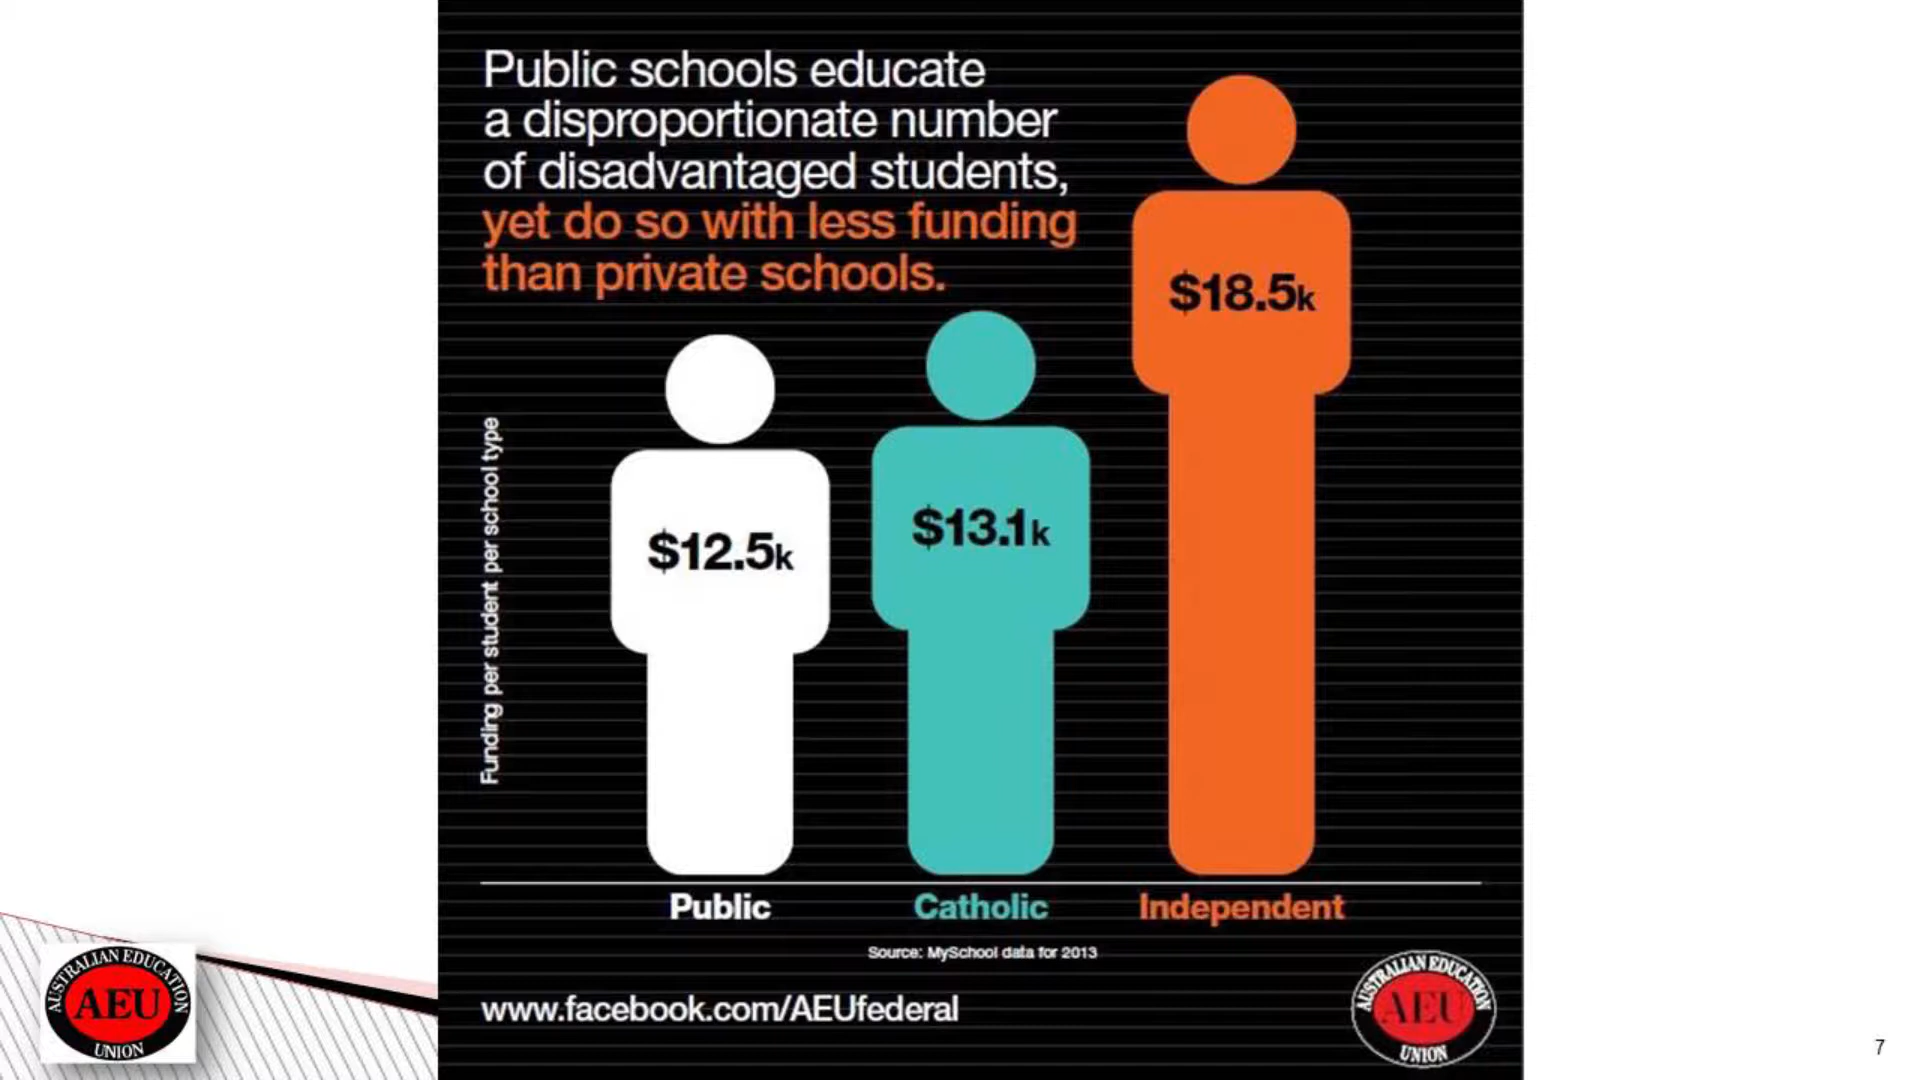 Public schools educate
a disproportionate number
of disadvantaged students,
yet do so with less funding
than private schools.
$18.5k
$13.1k
$12.5k
Funding per student per school type
Public
Catholic
Independent
Source: MySchool data for 2013
www.facebook.com/AEUfederal
AUSTRALIAN EDUCATION
AEU
UNION
AUSTRALIAN EDUCATION
AEU
UNION
7